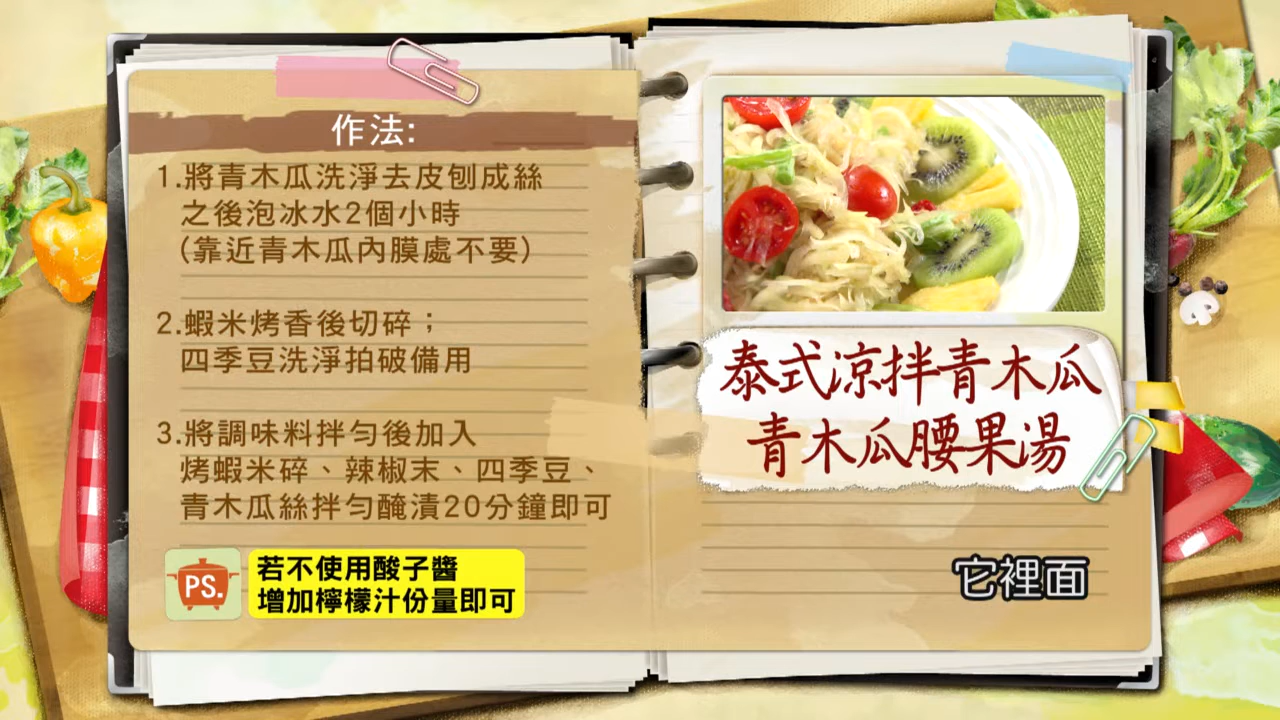 作法:
1.將青木瓜洗淨去皮刨成絲
之後泡冰水2個小時
(靠近青木瓜內膜處不要)
2.蝦米烤香後切碎；
四季豆洗淨拍破備用
3.將調味料拌勻後加入
烤蝦米碎、辣椒末、四季豆、
青木瓜絲拌勻醃漬20分鐘即可
PS.
若不使用酸子醬
增加檸檬汁份量即可
泰式涼拌青木瓜
青木瓜腰果湯
它裡面